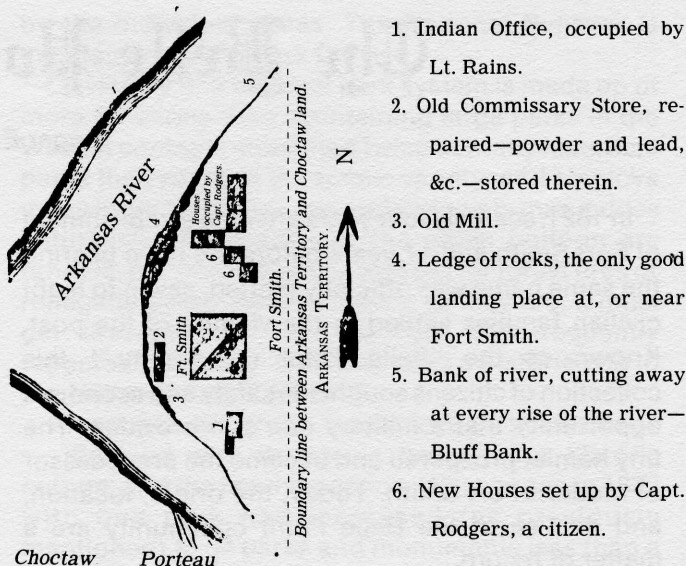 Arkansas River
5
4
Houses
occupied by
Capt. Rodgers.
6
6
2
Ft. Smith
3
1
Fort Smith.
Boundary line between Arkansas Territory and Choctaw land.
ARKANSAS TERRITORY.
N
Choctaw Porteau
1. Indian Office, occupied by
Lt. Rains.
2. Old Commissary Store, re-
paired—powder and lead,
&c.—stored therein.
3. Old Mill.
4. Ledge of rocks, the only good
landing place at, or near
Fort Smith.
5. Bank of river, cutting away
at every rise of the river—
Bluff Bank.
6. New Houses set up by Capt.
Rodgers, a citizen.